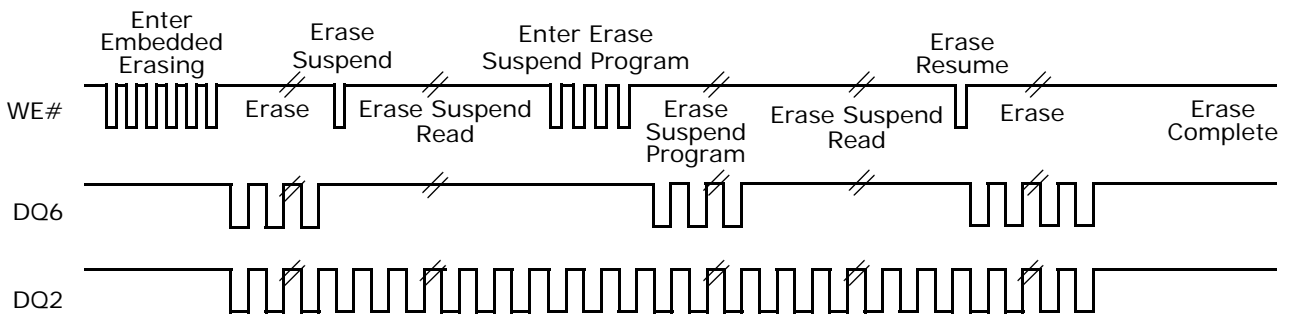 Enter
Embedded
Erasing
Erase
Suspend
Enter Erase
Suspend Program
Erase
Resume
WE#
Erase
Erase Suspend
Read
Erase
Suspend
Program
Erase Suspend
Read
Erase
Erase
Complete
DQ6
DQ2